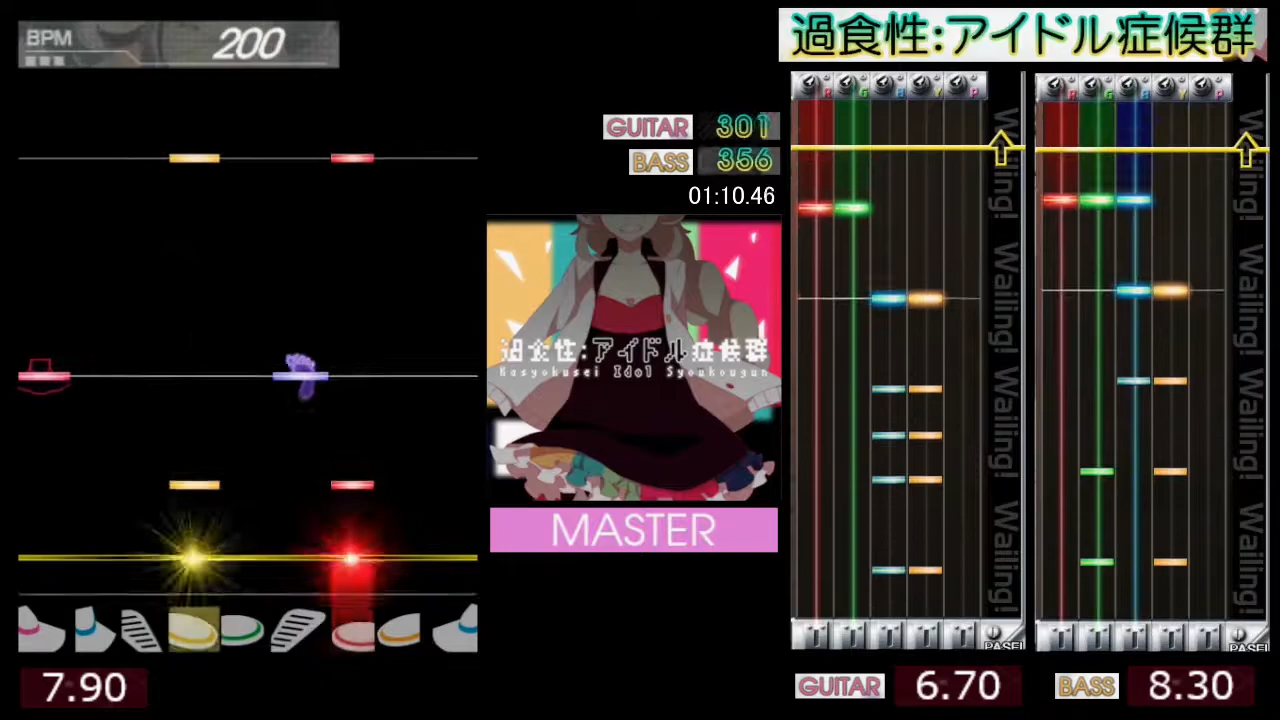 BPM 200
過食性:アイドル症候群
R G B Y P
R G B Y P
GUITAR 301
BASS 356
01:10.46
過食性:アイドル症候群
Kasyokusei Idol Syoukougun
MASTER
Wailing! Wailing! Wailing! Wailing!
Wailing! Wailing! Wailing! Wailing!
7.90
GUITAR 6.70
BASS 8.30